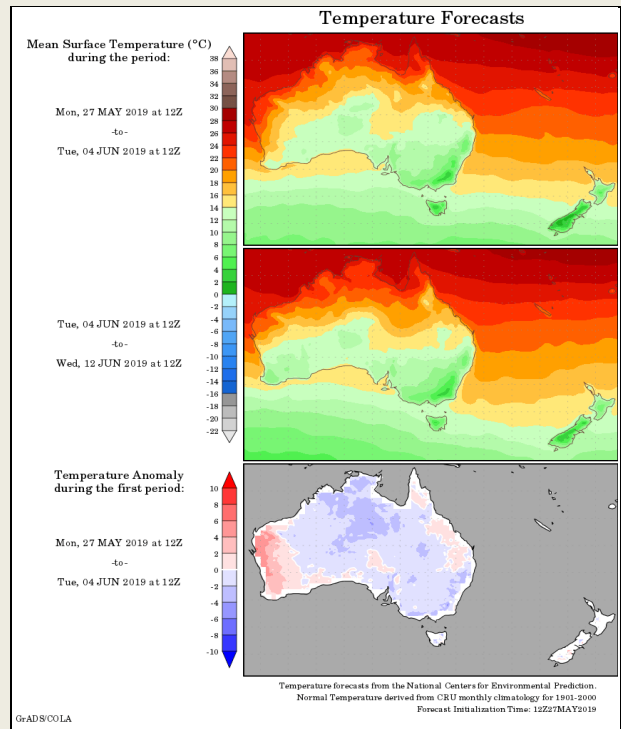 Temperature Forecasts
Mean Surface Temperature (°C)
during the period:
Mon, 27 MAY 2019 at 12Z
-to-
Tue, 04 JUN 2019 at 12Z
38
36
34
32
30
28
26
24
22
20
18
16
14
12
10
8
6
4
2
0
-2
-4
-6
-8
-10
-12
-14
-16
-18
-20
-22
Tue, 04 JUN 2019 at 12Z
-to-
Wed, 12 JUN 2019 at 12Z
Temperature Anomaly
during the first period:
Mon, 27 MAY 2019 at 12Z
-to-
Tue, 04 JUN 2019 at 12Z
10
8
6
4
2
0
-2
-4
-6
-8
-10
Temperature forecasts from the National Centers for Environmental Prediction.
Normal Temperature derived from CRU monthly climatology for 1901-2000
Forecast Initialization Time: 12Z27MAY2019
GrADS/COLA